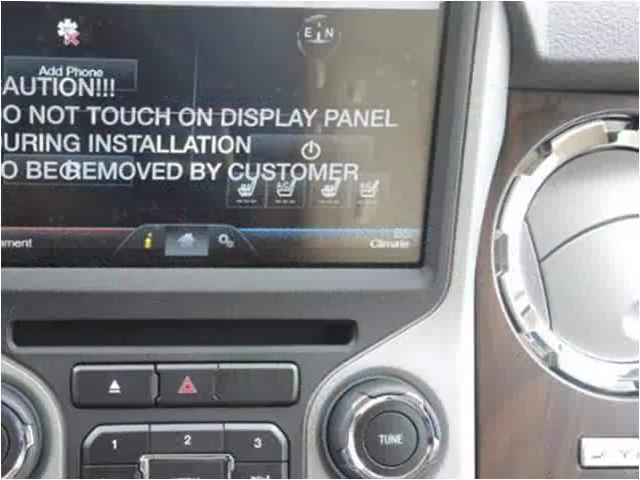 E N
Add Phone
AUTION!!!
O NOT TOUCH ON DISPLAY PANEL
URING INSTALLATION
O BE REMOVED BY CUSTOMER
nment
i
Climate
1 2 3
TUNE